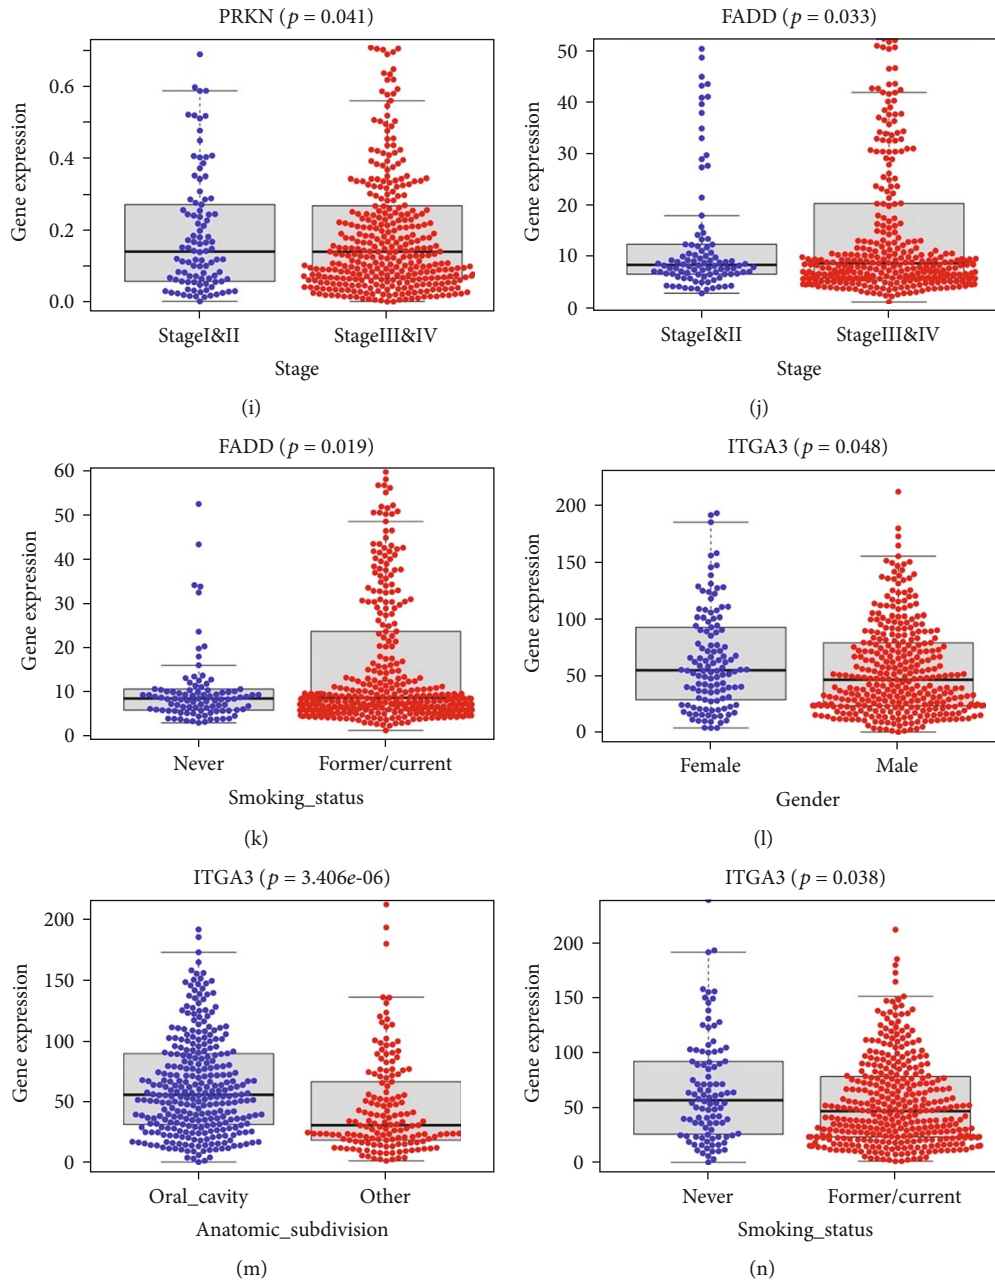 PRKN (p = 0.041)
Gene expression
0.6
0.4
0.2
0.0
StageI&II
StageIII&IV
Stage
(i)
FADD (p = 0.033)
Gene expression
50
40
30
20
10
0
StageI&II
StageIII&IV
Stage
(j)
FADD (p = 0.019)
Gene expression
60
50
40
30
20
10
0
Never
Former/current
Smoking_status
(k)
ITGA3 (p = 0.048)
Gene expression
200
150
100
50
0
Female
Male
Gender
(l)
ITGA3 (p = 3.406e-06)
Gene expression
200
150
100
50
0
Oral_cavity
Other
Anatomic_subdivision
(m)
ITGA3 (p = 0.038)
Gene expression
200
150
100
50
0
Never
Former/current
Smoking_status
(n)